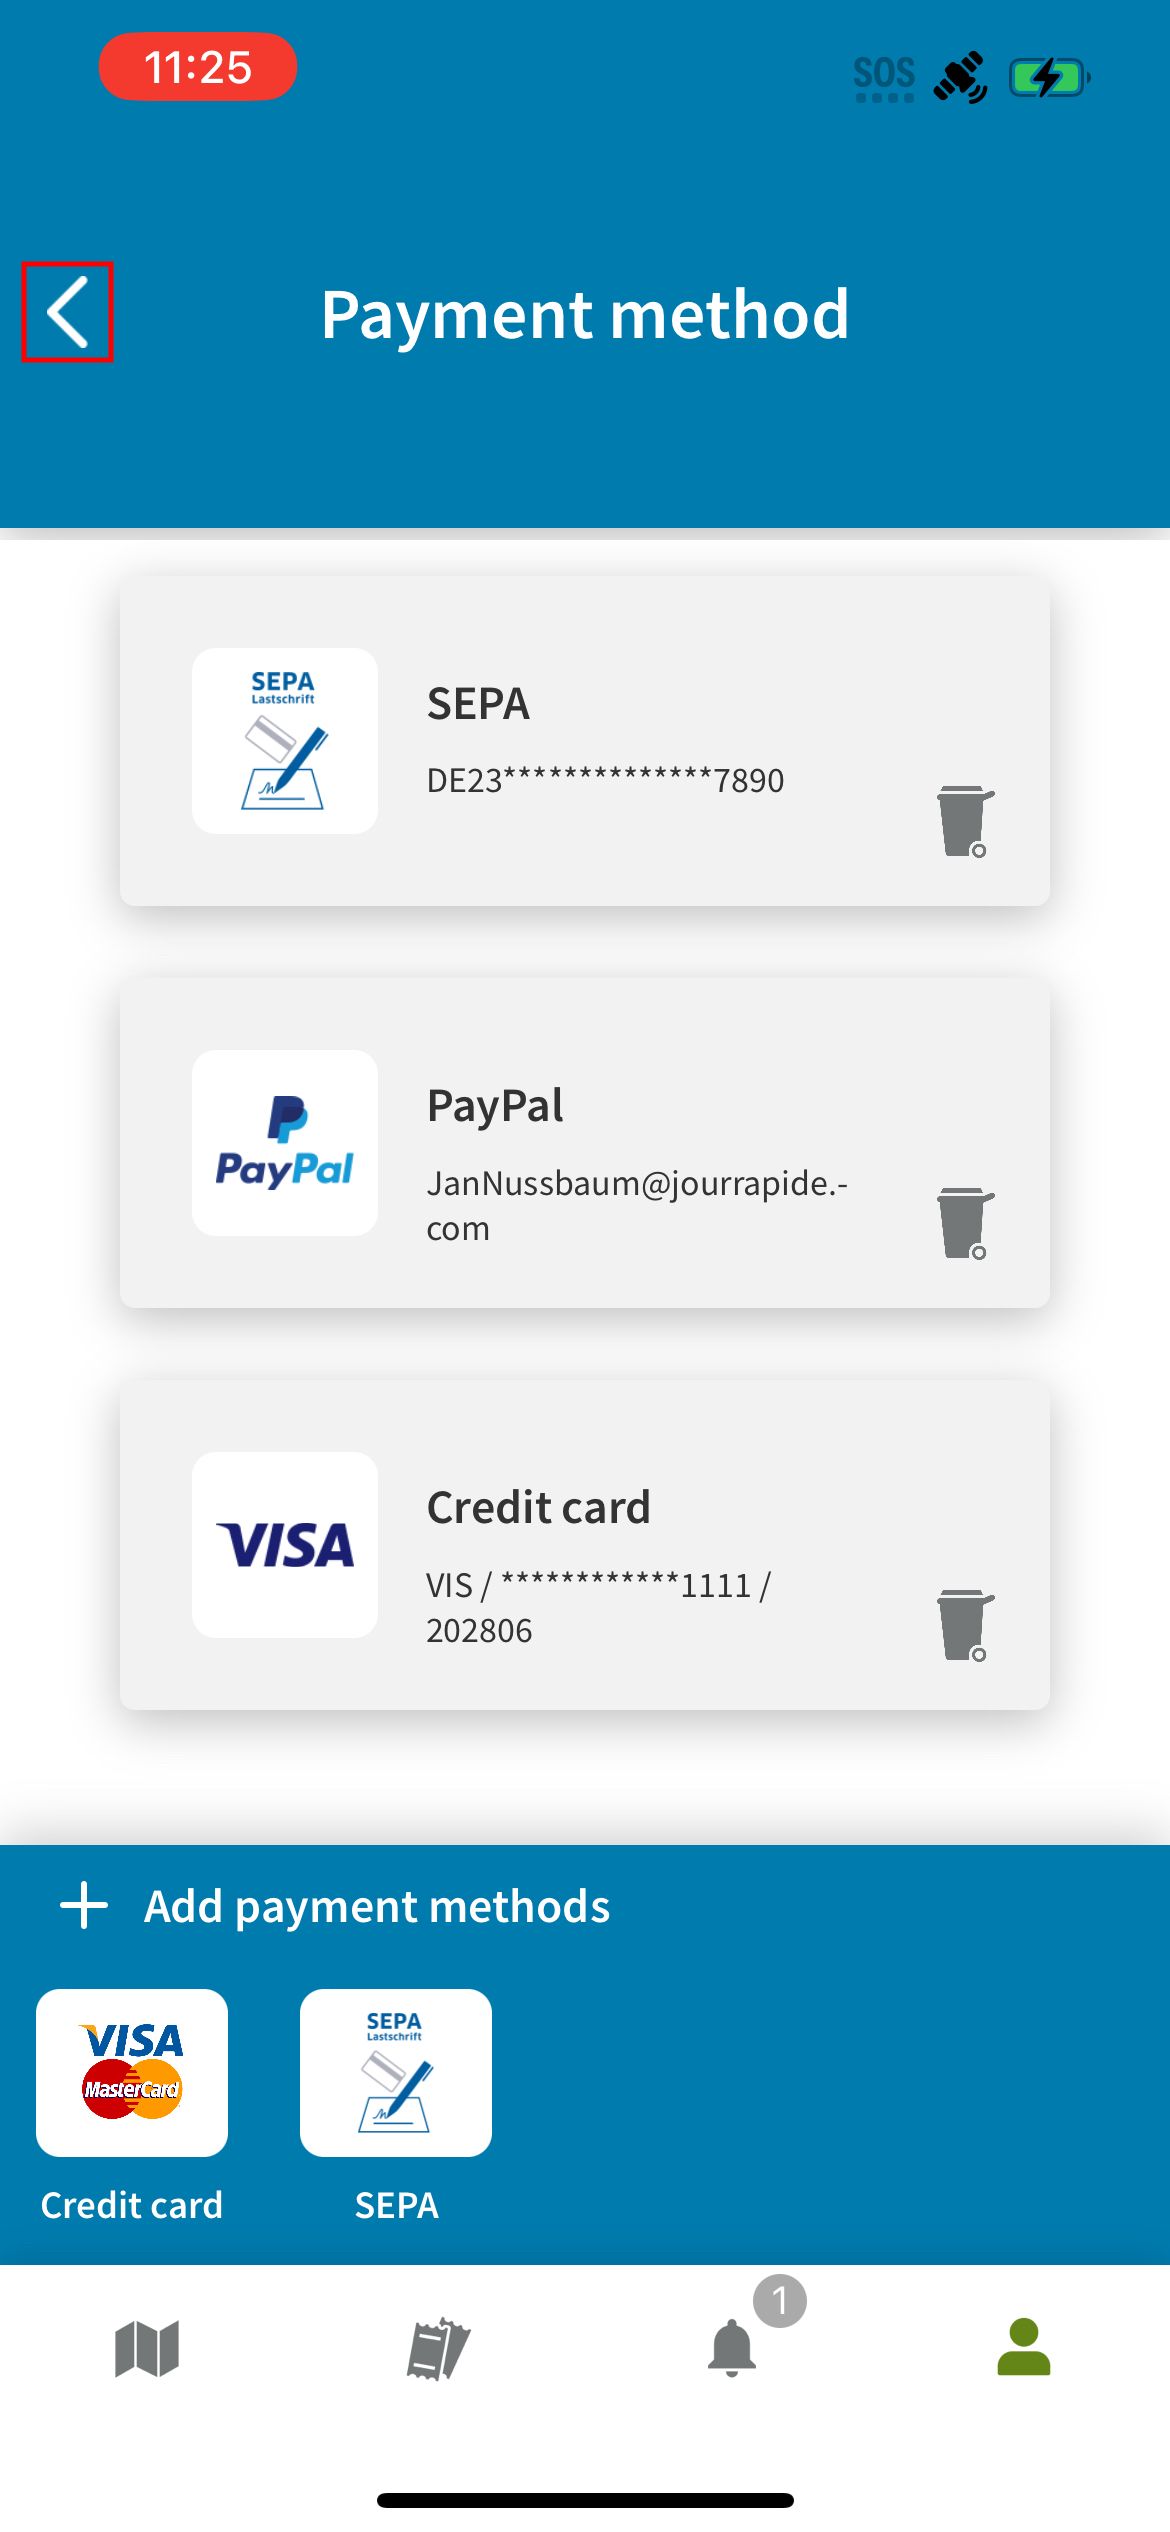 11:25
SOS
Payment method
SEPA
Lastschrift
SEPA
DE23**************7890
PayPal
PayPal
JanNussbaum@jourrapide.-
com
VISA
Credit card
VIS / ************1111 /
202806
Add payment methods
VISA
MasterCard
SEPA
Lastschrift
Credit card
SEPA
1